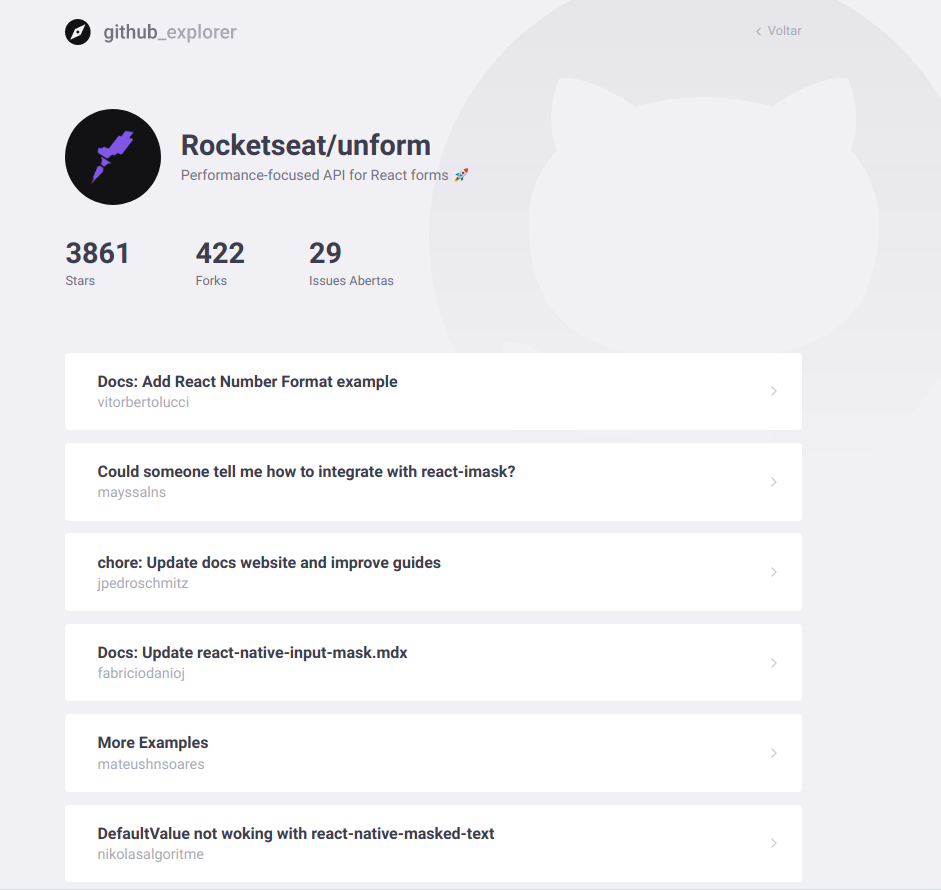 github_explorer
Voltar
Rocketseat/unform
Performance-focused API for React forms 🚀
3861
Stars
422
Forks
29
Issues Abertas
Docs: Add React Number Format example
vitorbertolucci
Could someone tell me how to integrate with react-imask?
mayssalns
chore: Update docs website and improve guides
jpedroschmitz
Docs: Update react-native-input-mask.mdx
fabriciodanioj
More Examples
mateushnsoares
DefaultValue not woking with react-native-masked-text
nikolasalgoritme